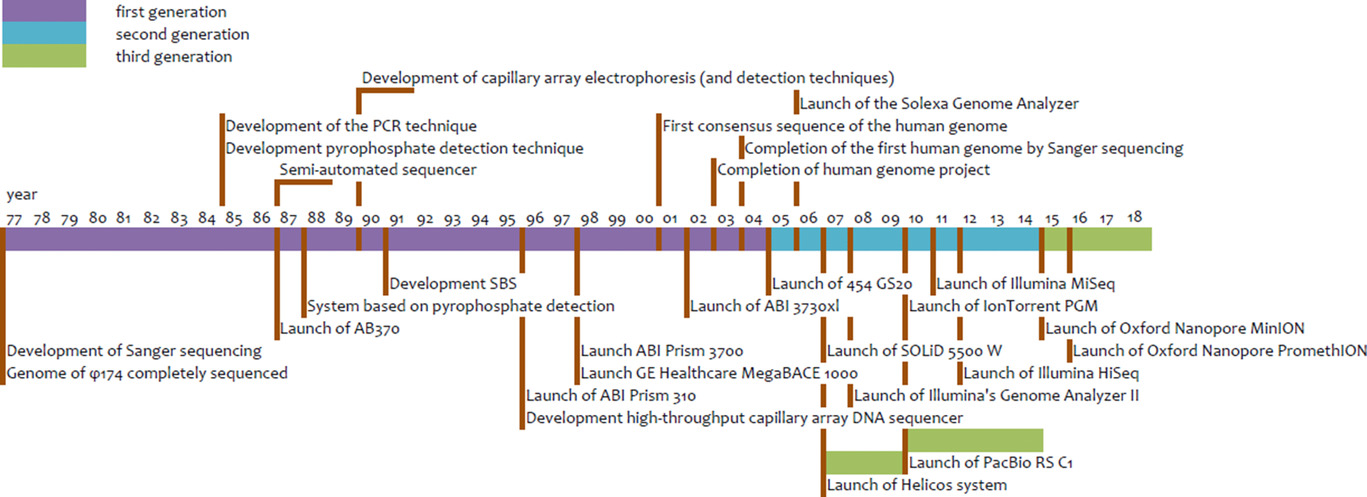 first generation
second generation
third generation
Development of capillary array electrophoresis (and detection techniques)
Launch of the Solexa Genome Analyzer
Development of the PCR technique
First consensus sequence of the human genome
Development pyrophosphate detection technique
Completion of the first human genome by Sanger sequencing
Semi-automated sequencer
Completion of human genome project
year
77 78 79 80 81 82 83 84 85 86 87 88 89 90 91 92 93 94 95 96 97 98 99 00 01 02 03 04 05 06 07 08 09 10 11 12 13 14 15 16 17 18
Development SBS
Launch of 454 GS20
Launch of Illumina MiSeq
System based on pyrophosphate detection
Launch of ABI 3730xl
Launch of IonTorrent PGM
Launch of AB370
Launch of Oxford Nanopore MinION
Development of Sanger sequencing
Launch ABI Prism 3700
Launch of SOLiD 5500 W
Launch of Oxford Nanopore PromethION
Genome of φ174 completely sequenced
Launch GE Healthcare MegaBACE 1000
Launch of Illumina HiSeq
Launch of ABI Prism 310
Launch of Illumina's Genome Analyzer II
Development high-throughput capillary array DNA sequencer
Launch of PacBio RS C1
Launch of Helicos system